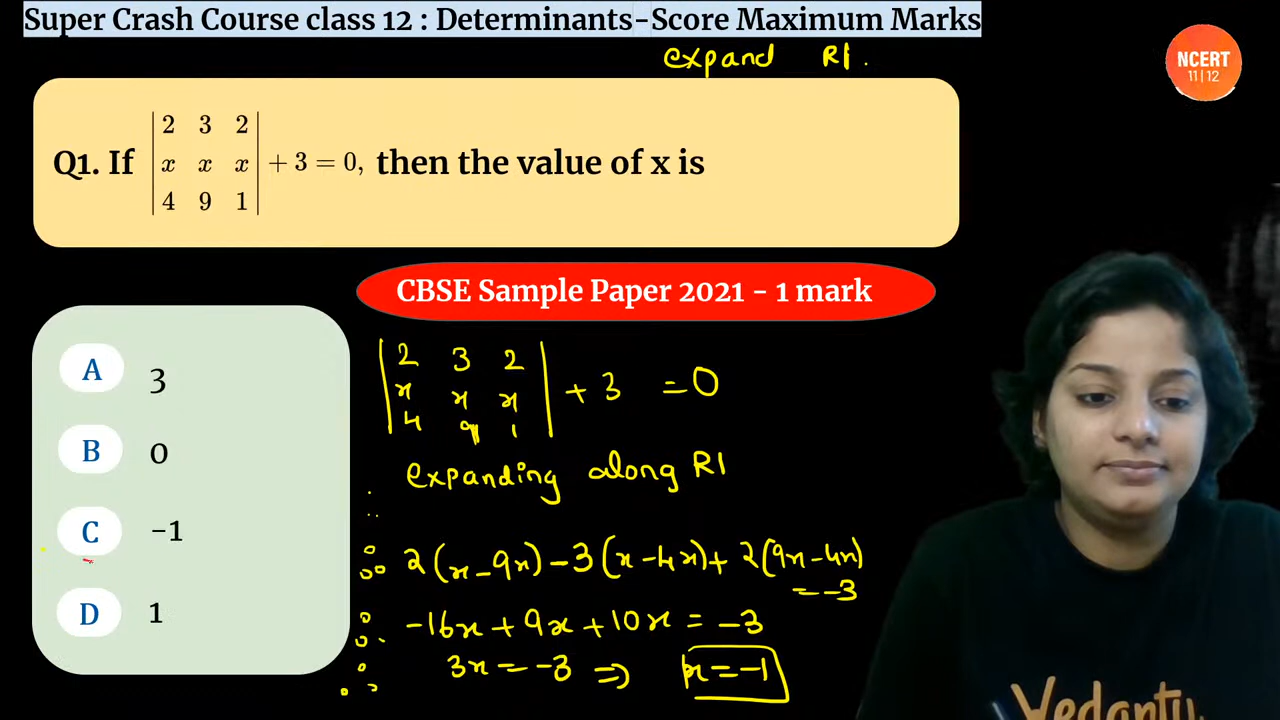 Super Crash Course class 12 : Determinants-Score Maximum Marks
expand R1.
NCERT
11 | 12
2 3 2
Q1. If | x x x | + 3 = 0, then the value of x is
4 9 1
CBSE Sample Paper 2021 - 1 mark
A 3
B 0
C -1
D 1
2 3 2
x x x + 3 = 0
4 9 1
expanding along R1
∴ 2(x-9x)-3(x-4x)+2(9x-4x)
= -3
∴ -16x+9x+10x = -3
∴ 3x = -3 ⇒ x = -1
Vedantu